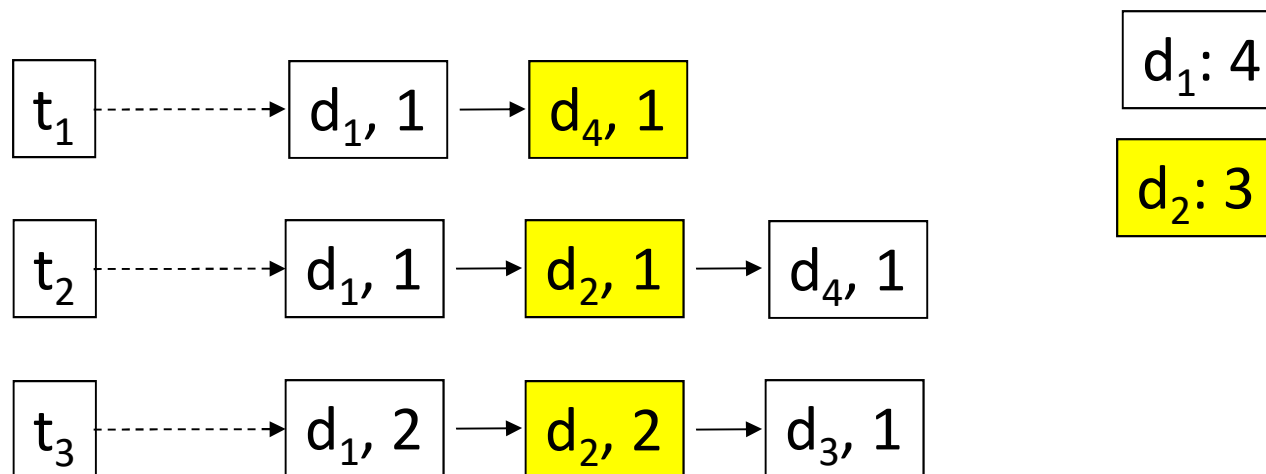 t₁ d₁, 1 d₄, 1
t₂ d₁, 1 d₂, 1 d₄, 1
t₃ d₁, 2 d₂, 2 d₃, 1
d₁: 4
d₂: 3